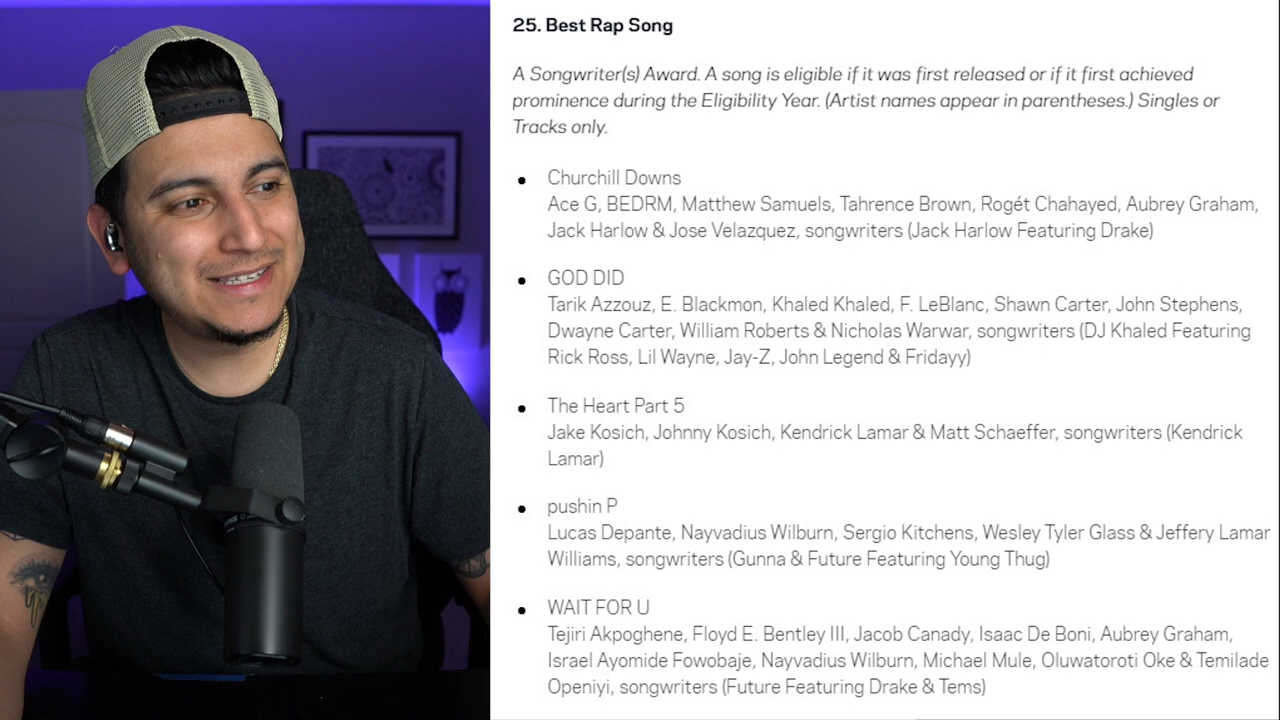 25. Best Rap Song
A Songwriter(s) Award. A song is eligible if it was first released or if it first achieved
prominence during the Eligibility Year. (Artist names appear in parentheses.) Singles or
Tracks only.
Churchill Downs
Ace G, BEDRM, Matthew Samuels, Tahrence Brown, Rogét Chahayed, Aubrey Graham,
Jack Harlow & Jose Velazquez, songwriters (Jack Harlow Featuring Drake)
GOD DID
Tarik Azzouz, E. Blackmon, Khaled Khaled, F. LeBlanc, Shawn Carter, John Stephens,
Dwayne Carter, William Roberts & Nicholas Warwar, songwriters (DJ Khaled Featuring
Rick Ross, Lil Wayne, Jay-Z, John Legend & Fridayy)
The Heart Part 5
Jake Kosich, Johnny Kosich, Kendrick Lamar & Matt Schaeffer, songwriters (Kendrick
Lamar)
pushin P
Lucas Depante, Nayvadius Wilburn, Sergio Kitchens, Wesley Tyler Glass & Jeffery Lamar
Williams, songwriters (Gunna & Future Featuring Young Thug)
WAIT FOR U
Tejiri Akpoghene, Floyd E. Bentley III, Jacob Canady, Isaac De Boni, Aubrey Graham,
Israel Ayomide Fowobaje, Nayvadius Wilburn, Michael Mule, Oluwatoroti Oke & Temilade
Openiyi, songwriters (Future Featuring Drake & Tems)